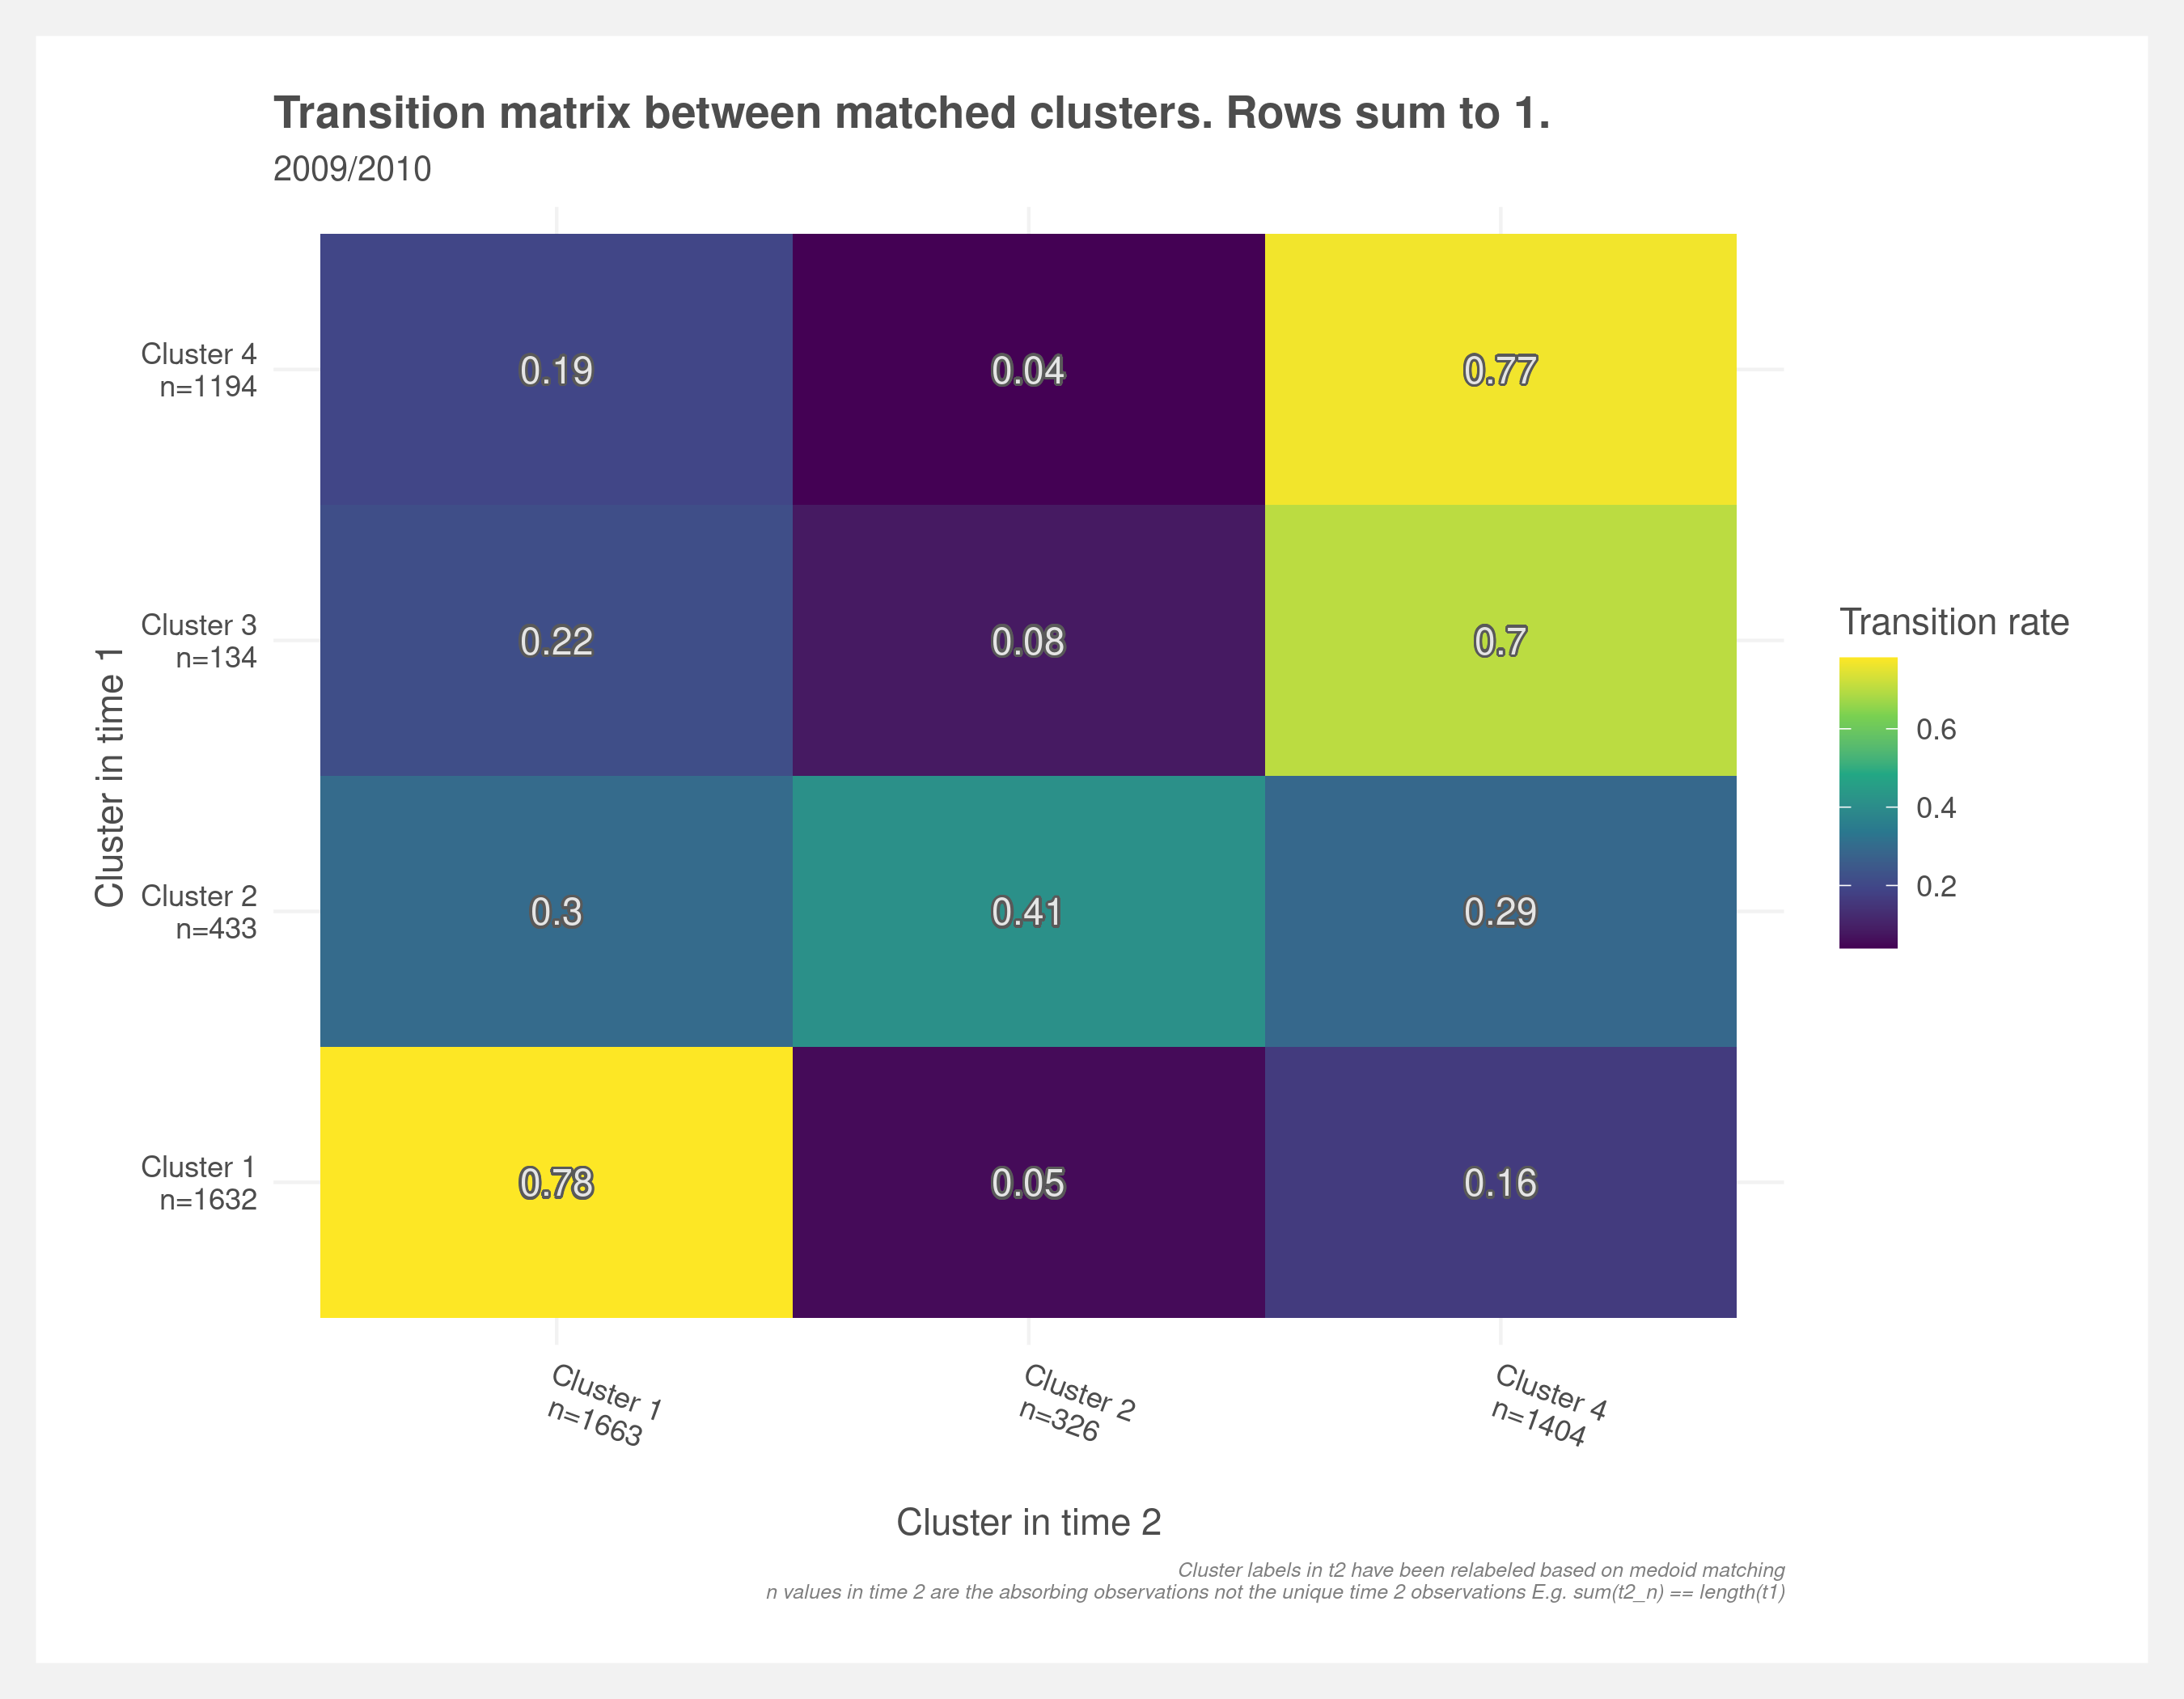 Transition matrix between matched clusters. Rows sum to 1.
2009/2010
Cluster in time 1
Cluster 4
n=1194
0.19
0.04
0.77
Cluster 3
n=134
0.22
0.08
0.7
Cluster 2
n=433
0.3
0.41
0.29
Cluster 1
n=1632
0.78
0.05
0.16
Cluster 1
n=1663
Cluster 2
n=326
Cluster 4
n=1404
Cluster in time 2
Transition rate
0.6
0.4
0.2
Cluster labels in t2 have been relabeled based on medoid matching
n values in time 2 are the absorbing observations not the unique time 2 observations E.g. sum(t2_n) == length(t1)